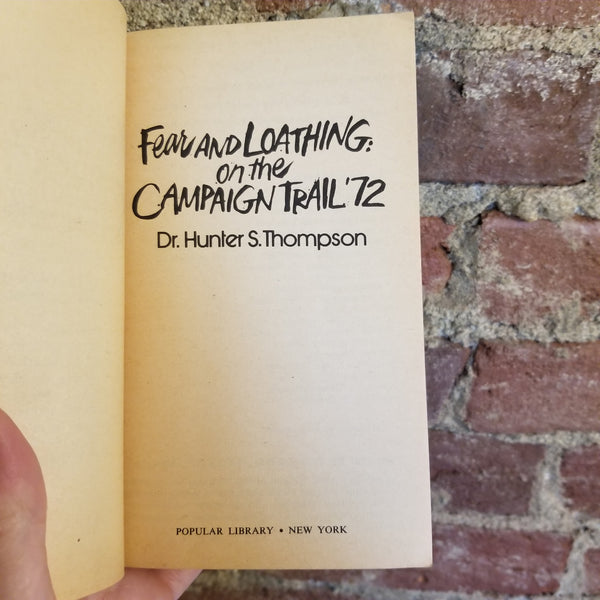 Fear AND LOATHING:
on the
CAMPAIGN TRAIL '72
Dr. Hunter S. Thompson
POPULAR LIBRARY • NEW YORK